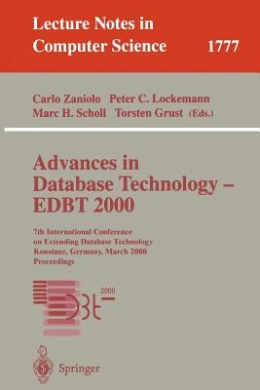 Lecture Notes in
Computer Science 1777
Carlo Zaniolo Peter C. Lockemann
Marc H. Scholl Torsten Grust (Eds.)
Advances in
Database Technology –
EDBT 2000
7th International Conference
on Extending Database Technology
Konstanz, Germany, March 2000
Proceedings
2000
Springer